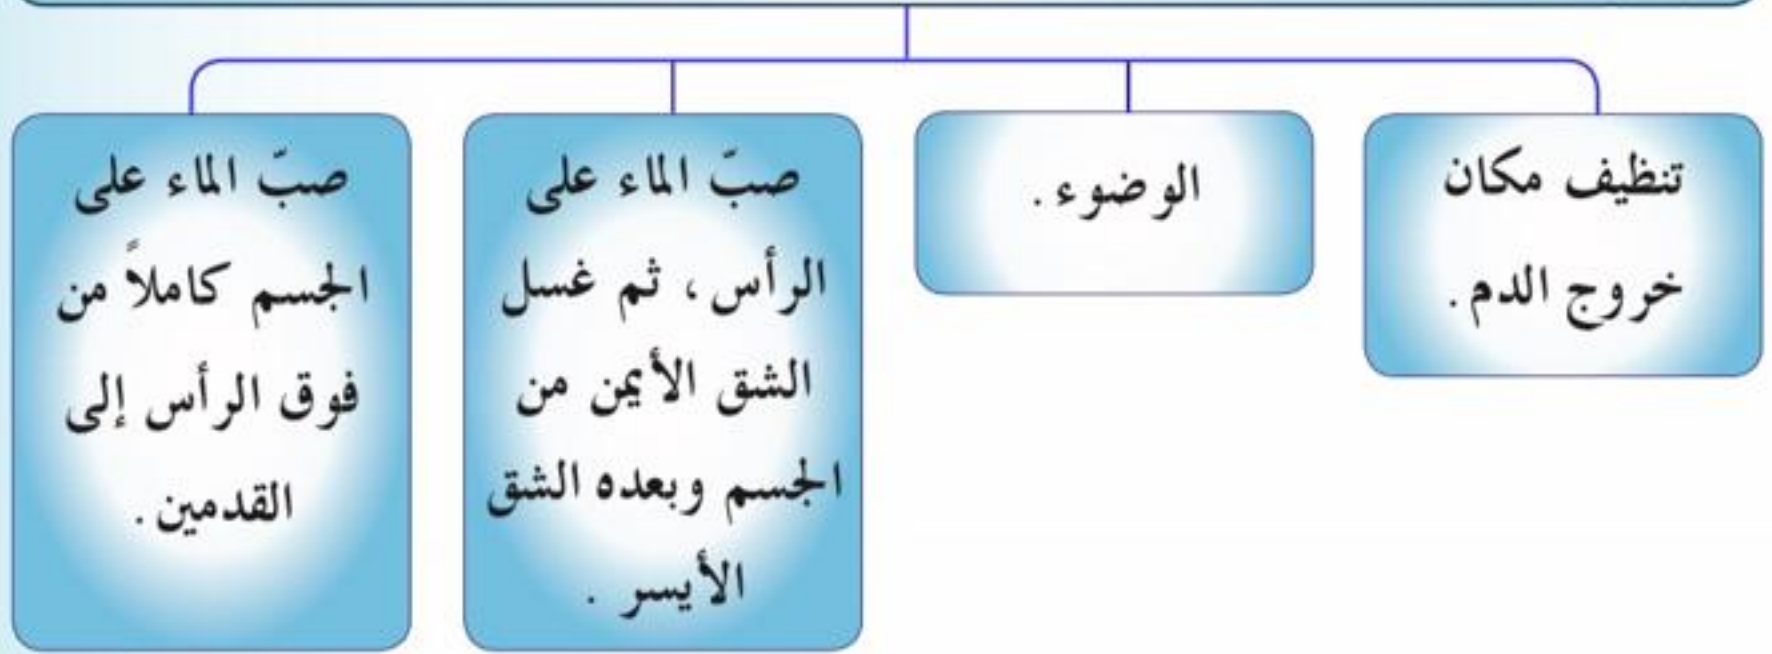 تنظيف مكان
خروج الدم.
الوضوء.
صبّ الماء على
الرأس، ثم غسل
الشق الأيمن من
الجسم وبعده الشق
الأيسر.
صبّ الماء على
الجسم كاملاً من
فوق الرأس إلى
القدمين.